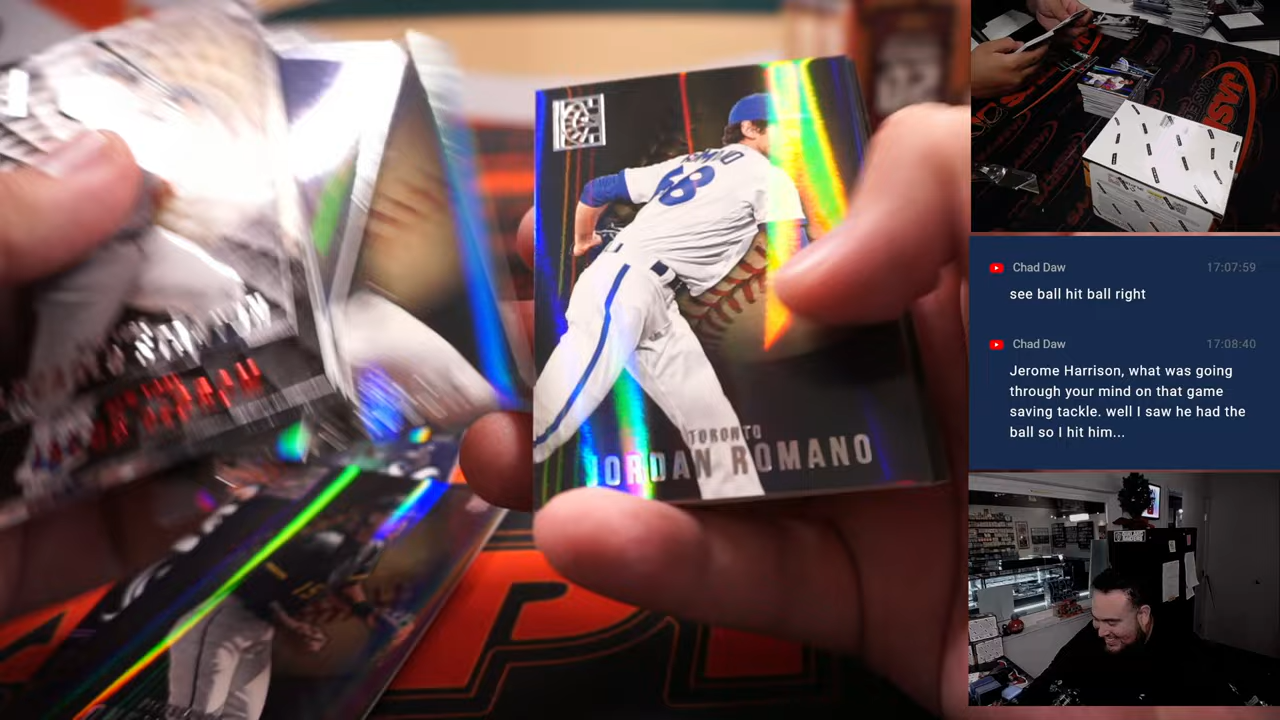 ROMANO
68
TORONTO
JORDAN ROMANO
Chad Daw
17:07:59
see ball hit ball right
Chad Daw
17:08:40
Jerome Harrison, what was going
through your mind on that game
saving tackle. well I saw he had the
ball so I hit him...